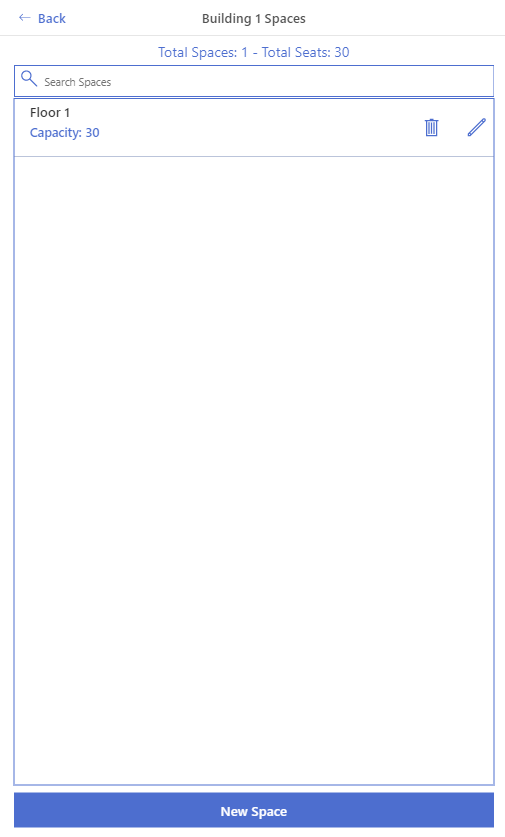 Back
Building 1 Spaces
Total Spaces: 1 - Total Seats: 30
Search Spaces
Floor 1
Capacity: 30
New Space